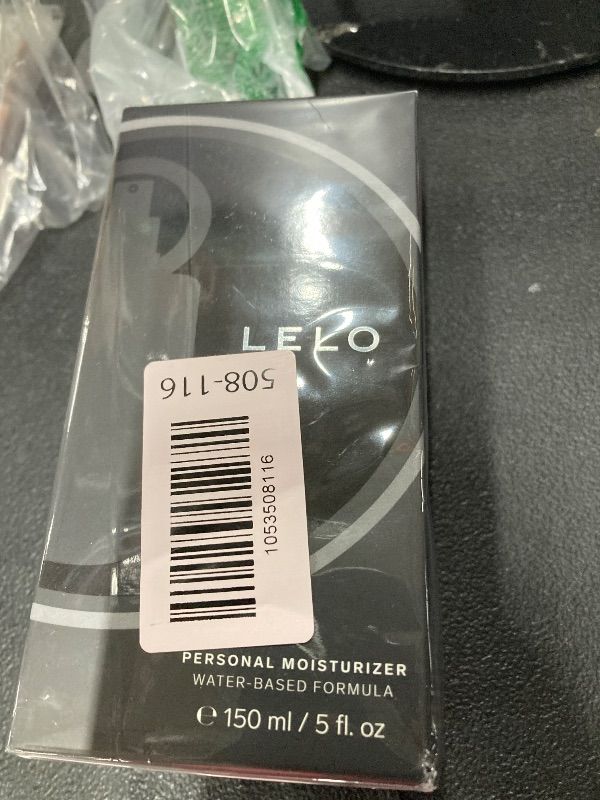 LELO
508-116
1053508116
PERSONAL MOISTURIZER
WATER-BASED FORMULA
℮ 150 ml / 5 fl. oz